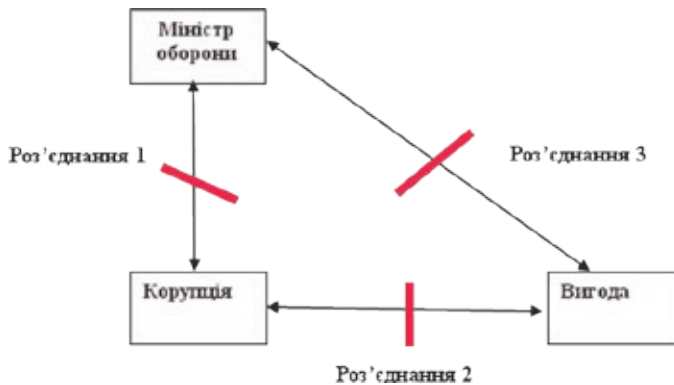 Міністр
оборони
Роз’єднання 1
Роз’єднання 3
Корупція
Вигода
Роз’єднання 2